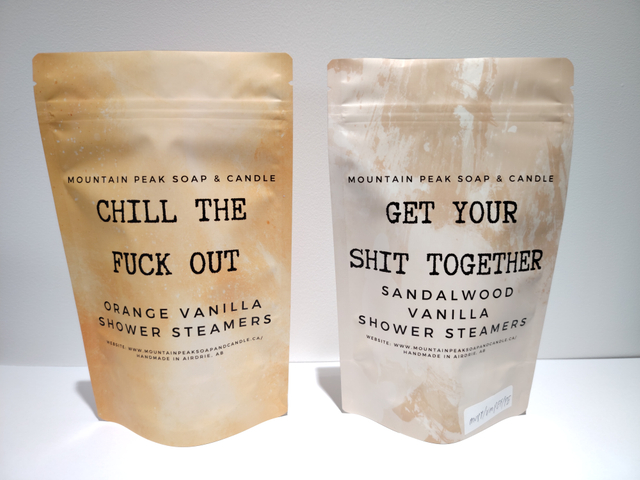 MOUNTAIN PEAK SOAP & CANDLE
CHILL THE
FUCK OUT
ORANGE VANILLA
SHOWER STEAMERS
WEBSITE: WWW.MOUNTAINPEAKSOAPANDCANDLE.CA
HANDMADE IN AIRDRIE, AB
MOUNTAIN PEAK SOAP & CANDLE
GET YOUR
SHIT TOGETHER
SANDALWOOD
VANILLA
SHOWER STEAMERS
WEBSITE: WWW.MOUNTAINPEAKSOAPANDCANDLE.CA
HANDMADE IN AIRDRIE, AB